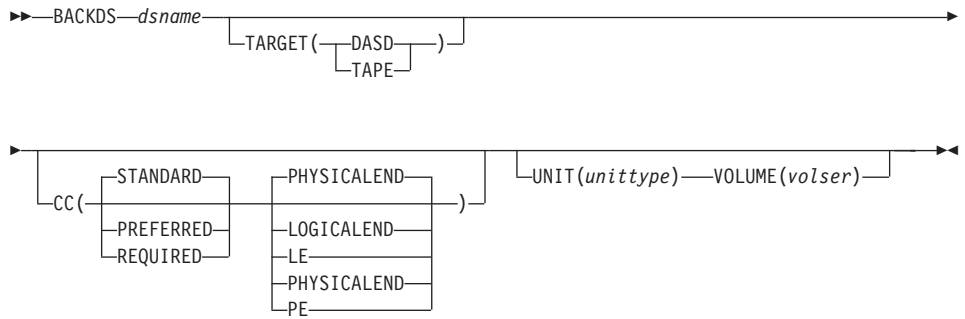 BACKDS dsname
TARGET( DASD )
TAPE
STANDARD PHYSICALEND
CC( )
UNIT(unittype) VOLUME(volser)
PREFERRED LOGICALEND
REQUIRED LE
PHYSICALEND
PE